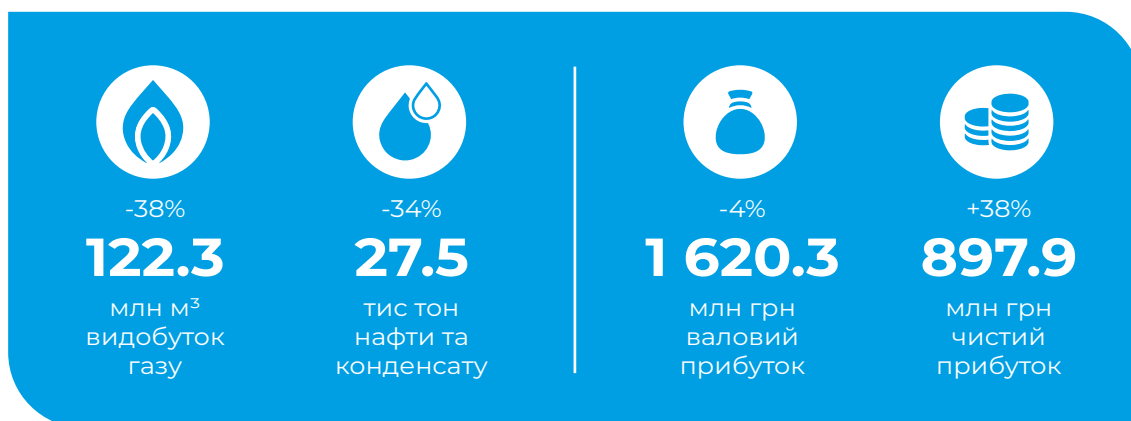 -38%
122.3
млн м³
видобуток
газу
-34%
27.5
тис тон
нафти та
конденсату
-4%
1 620.3
млн грн
валовий
прибуток
+38%
897.9
млн грн
чистий
прибуток